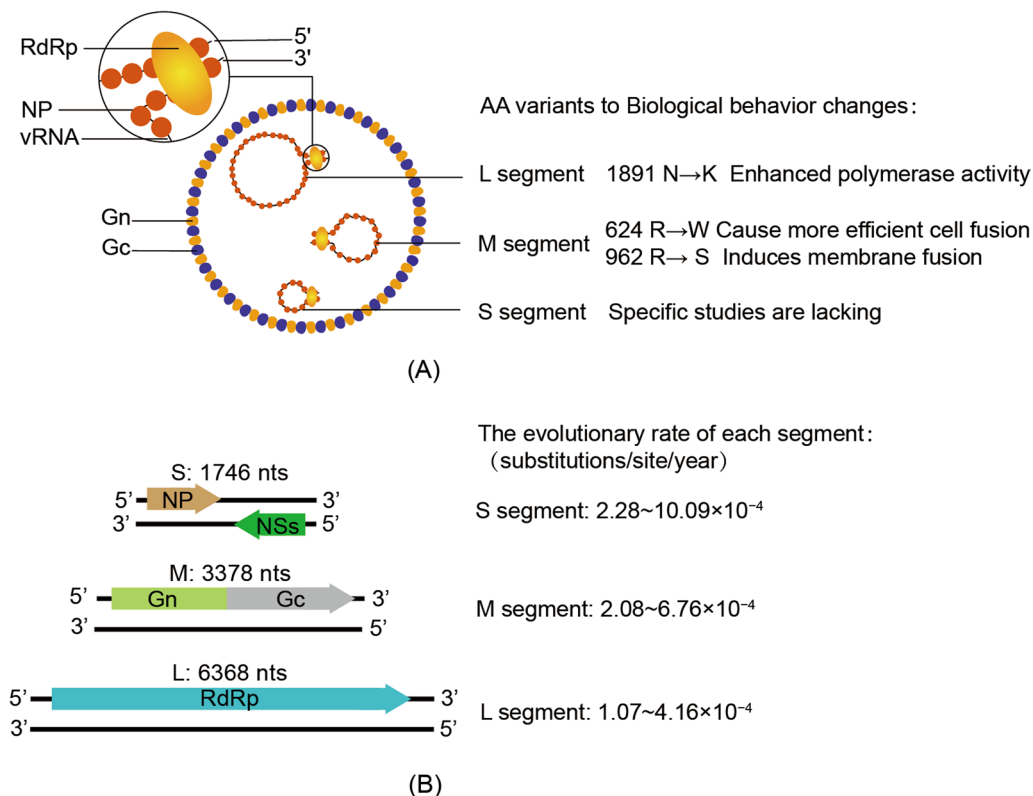 RdRp
5'
3'
NP
vRNA
AA variants to Biological behavior changes:
L segment 1891 N→K Enhanced polymerase activity
Gn
Gc
M segment 624 R→W Cause more efficient cell fusion
962 R→ S Induces membrane fusion
S segment Specific studies are lacking
(A)
The evolutionary rate of each segment:
(substitutions/site/year)
S: 1746 nts
5’ NP 3’
3’ NSs 5’
S segment: 2.28~10.09×10⁻⁴
M: 3378 nts
5’ Gn Gc 3’
3’ 5’
M segment: 2.08~6.76×10⁻⁴
L: 6368 nts
5’ RdRp 3’
3’ 5’
L segment: 1.07~4.16×10⁻⁴
(B)